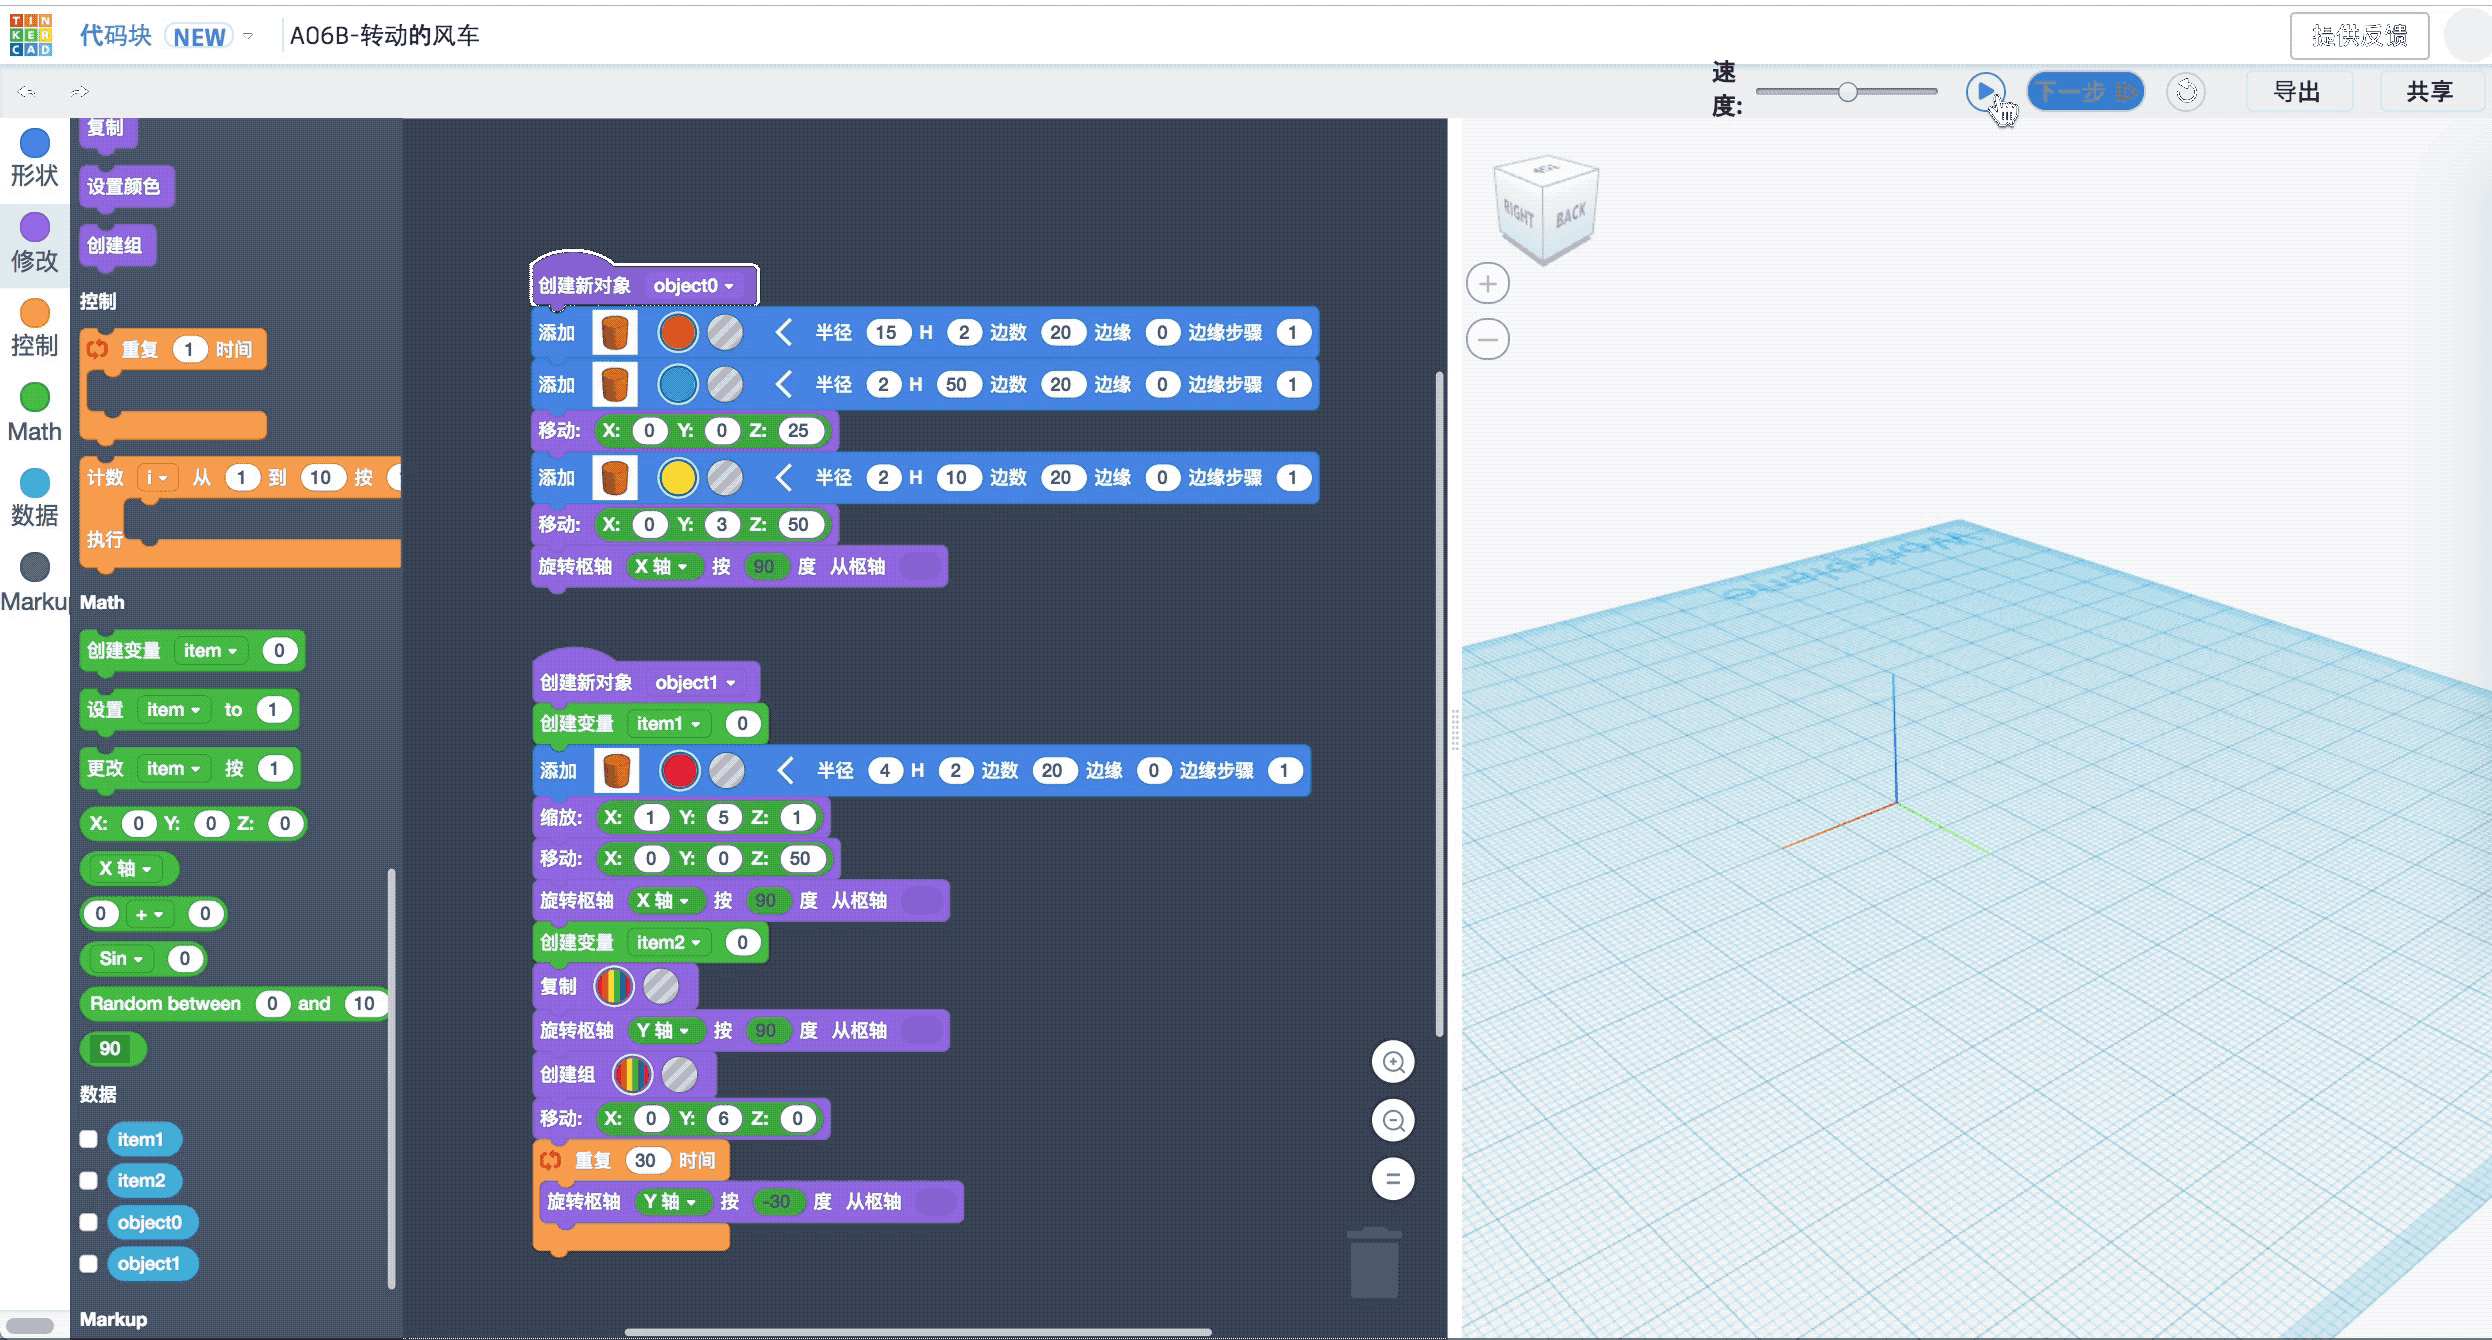 TIN
KER
CAD
代码块 NEW A06B-转动的风车 提供反馈
速度: 下一步 导出 共享
形状
修改
控制
Math
数据
Marku
复制
设置颜色
创建组
控制
重复 1 时间
计数 i 从 1 到 10 按
执行
Math
创建变量 item 0
设置 item to 1
更改 item 按 1
X: 0 Y: 0 Z: 0
X 轴
0 + 0
Sin 0
Random between 0 and 10
90
数据
item1
item2
object0
object1
Markup
创建新对象 object0
添加 半径 15 H 2 边数 20 边缘 0 边缘步骤 1
添加 半径 2 H 50 边数 20 边缘 0 边缘步骤 1
移动: X: 0 Y: 0 Z: 25
添加 半径 2 H 10 边数 20 边缘 0 边缘步骤 1
移动: X: 0 Y: 3 Z: 50
旋转枢轴 X 轴 按 90 度 从枢轴
创建新对象 object1
创建变量 item1 0
添加 半径 4 H 2 边数 20 边缘 0 边缘步骤 1
缩放: X: 1 Y: 5 Z: 1
移动: X: 0 Y: 0 Z: 50
旋转枢轴 X 轴 按 90 度 从枢轴
创建变量 item2 0
复制
旋转枢轴 Y 轴 按 90 度 从枢轴
创建组
移动: X: 0 Y: 6 Z: 0
重复 30 时间
旋转枢轴 Y 轴 按 -30 度 从枢轴
TOP
RIGHT BACK
Workplane